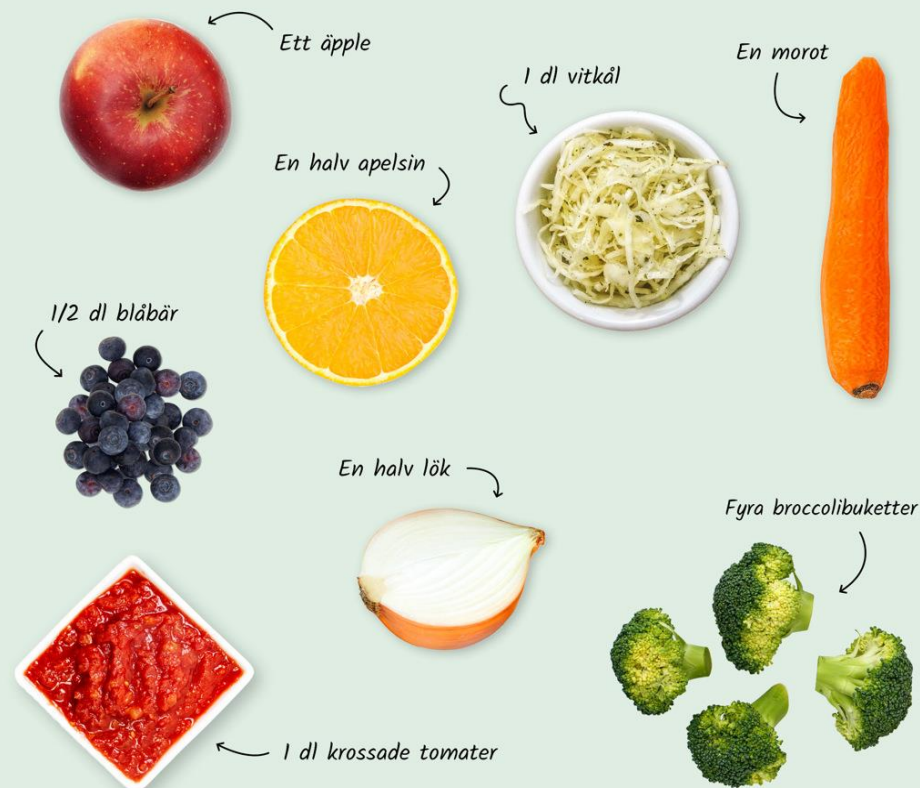 Ett äpple
1 dl vitkål
En morot
En halv apelsin
1/2 dl blåbär
En halv lök
Fyra broccolibuketter
1 dl krossade tomater